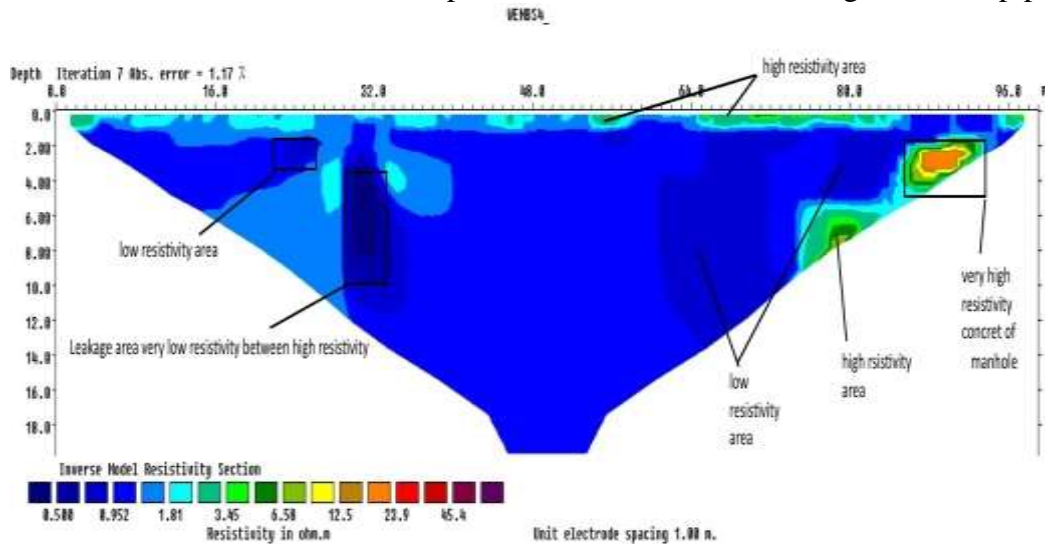 WENBS4_
high resistivity area
Depth Iteration 7 Abs. error = 1.17 %
0.0 16.0 32.0 48.0 64.0 80.0 96.0 m
0.0
2.00
4.00
6.00
8.00
10.0
12.0
14.0
16.0
18.0
low resistivity area
Leakage area very low resistivity between high resistivity
low
resistivity
area
high rsistivity
area
very high
resistivity
concret of
manhole
Inverse Model Resistivity Section
0.500 0.952 1.81 3.45 6.58 12.5 23.9 45.4
Resistivity in ohm.m
Unit electrode spacing 1.00 m.